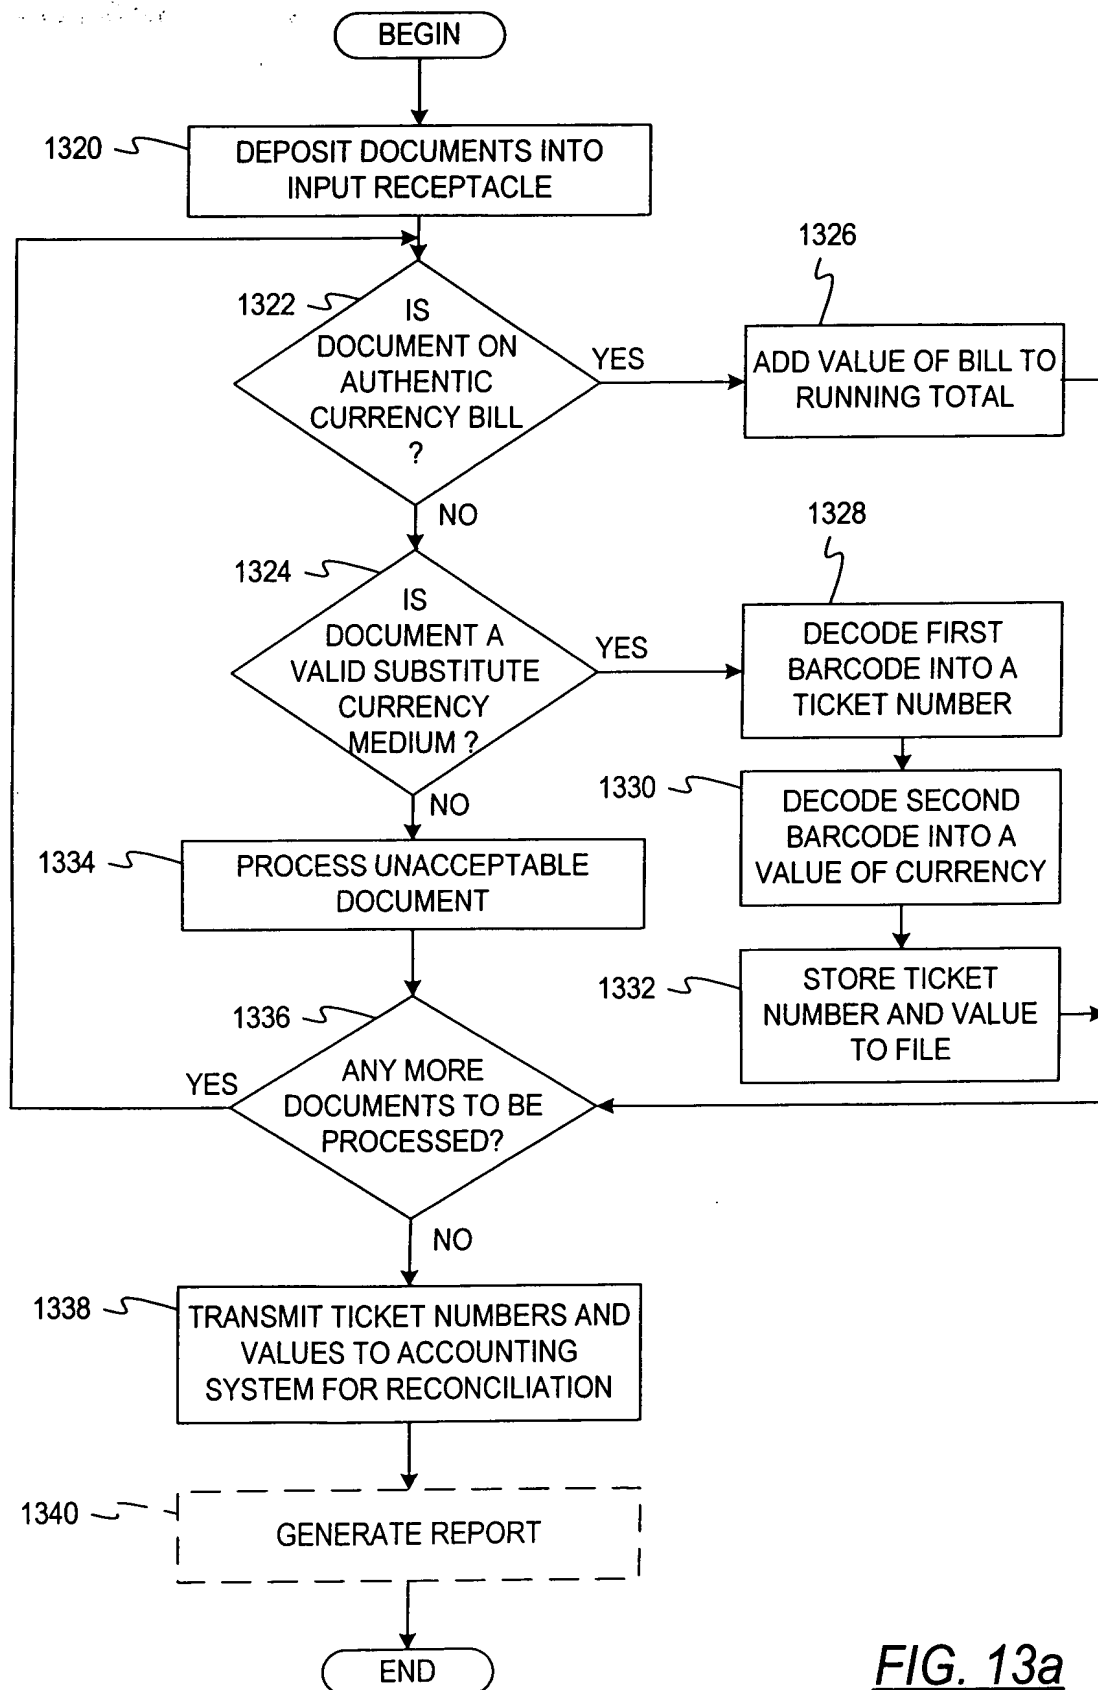 BEGIN
1320
DEPOSIT DOCUMENTS INTO
INPUT RECEPTACLE
1322
IS
DOCUMENT ON
AUTHENTIC
CURRENCY BILL
?
YES
1326
ADD VALUE OF BILL TO
RUNNING TOTAL
NO
1324
IS
DOCUMENT A
VALID SUBSTITUTE
CURRENCY
MEDIUM ?
YES
1328
DECODE FIRST
BARCODE INTO A
TICKET NUMBER
1330
DECODE SECOND
BARCODE INTO A
VALUE OF CURRENCY
1332
STORE TICKET
NUMBER AND VALUE
TO FILE
NO
1334
PROCESS UNACCEPTABLE
DOCUMENT
1336
YES
ANY MORE
DOCUMENTS TO BE
PROCESSED?
NO
1338
TRANSMIT TICKET NUMBERS AND
VALUES TO ACCOUNTING
SYSTEM FOR RECONCILIATION
1340
GENERATE REPORT
END
FIG. 13a